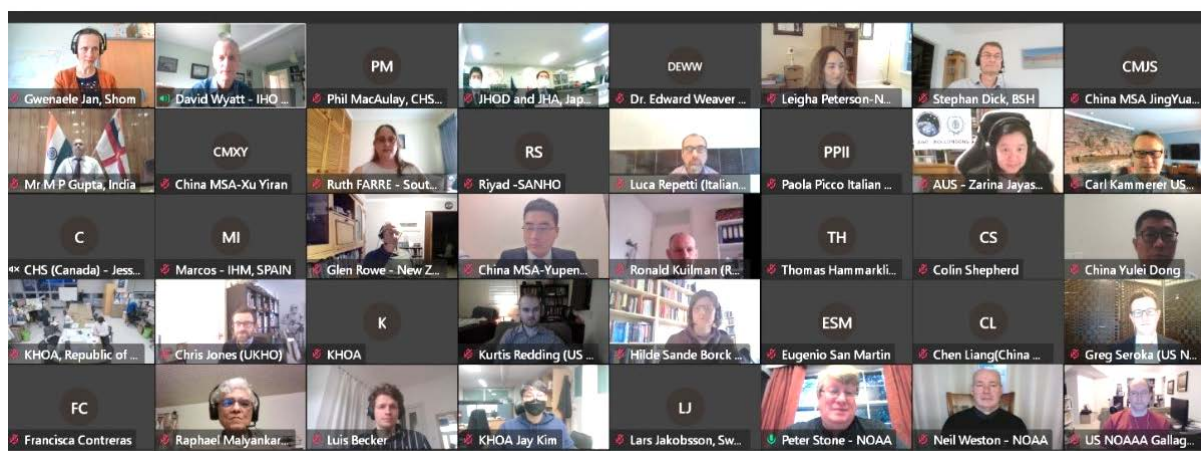 Gwenaele Jan, Shom
David Wyatt - IHO ...
PM
Phil MacAulay, CHS...
JHOD and JHA, Jap...
DEWW
Dr. Edward Weaver ...
Leigha Peterson-N...
Stephan Dick, BSH
CMJS
China MSA JingYua...
Mr M P Gupta, India
CMXY
China MSA-Xu Yiran
Ruth FARRE - Sout...
RS
Riyad -SANHO
Luca Repetti (Italian...
PPII
Paola Picco Italian ...
AUS - Zarina Jayas...
Carl Kammerer US...
C
CHS (Canada) - Jess...
MI
Marcos - IHM, SPAIN
Glen Rowe - New Z...
China MSA-Yupen...
Ronald Kuilman (R...
TH
Thomas Hammarkli...
CS
Colin Shepherd
China Yulei Dong
KHOA, Republic of ...
Chris Jones (UKHO)
K
KHOA
Kurtis Redding (US ...
Hilde Sande Borck ...
ESM
Eugenio San Martin
CL
Chen Liang(China ...
Greg Seroka (US N...
FC
Francisca Contreras
Raphael Malyankar...
Luis Becker
KHOA Jay Kim
LJ
Lars Jakobsson, Sw...
Peter Stone - NOAA
Neil Weston - NOAA
US NOAAA Gallag...